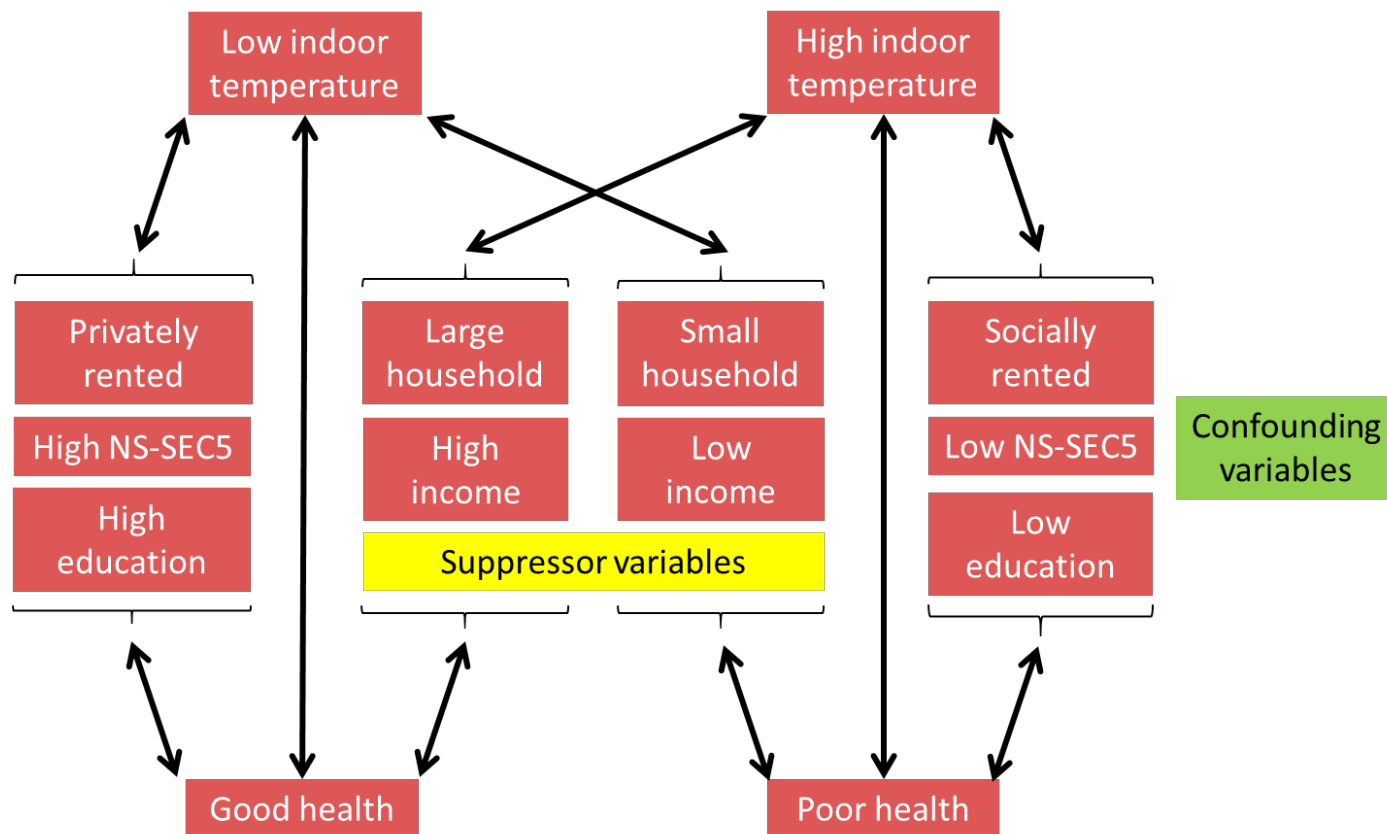 Low indoor
temperature
High indoor
temperature
Privately
rented
High NS-SEC5
High
education
Large
household
High
income
Small
household
Low
income
Suppressor variables
Socially
rented
Low NS-SEC5
Low
education
Confounding
variables
Good health
Poor health